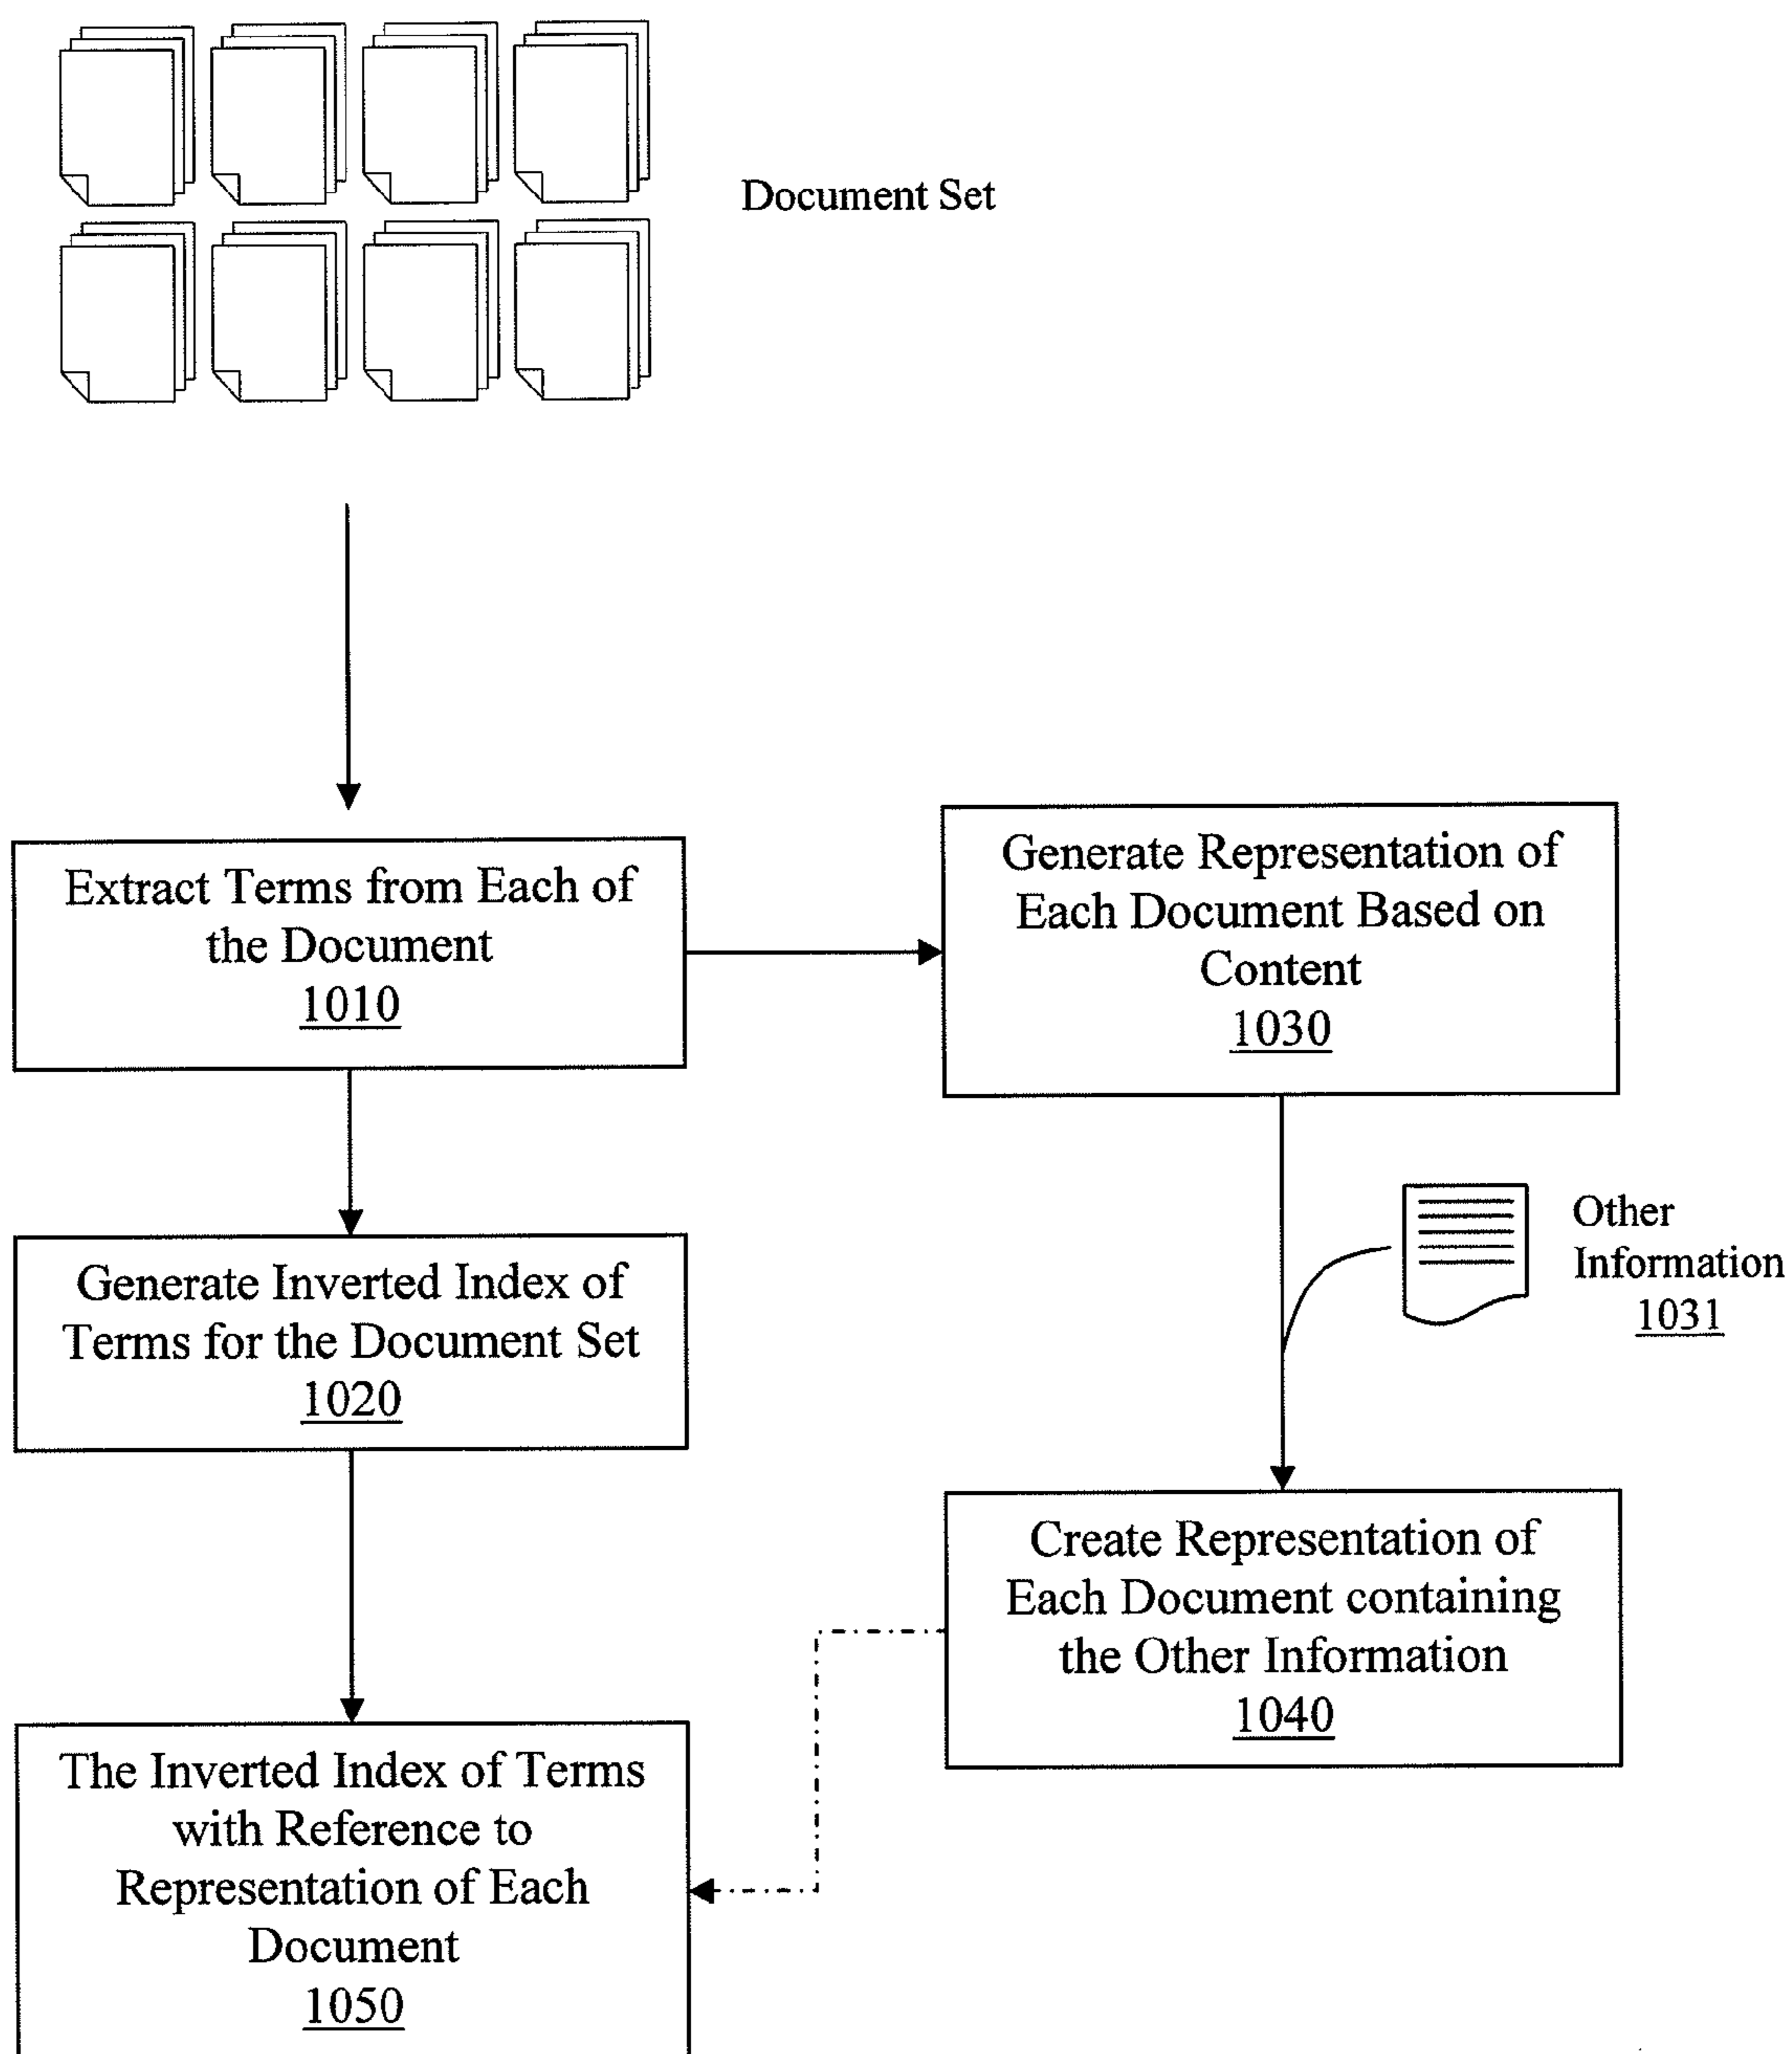 Document Set
Extract Terms from Each of
the Document
1010
Generate Representation of
Each Document Based on
Content
1030
Other
Information
1031
Generate Inverted Index of
Terms for the Document Set
1020
Create Representation of
Each Document containing
the Other Information
1040
The Inverted Index of Terms
with Reference to
Representation of Each
Document
1050